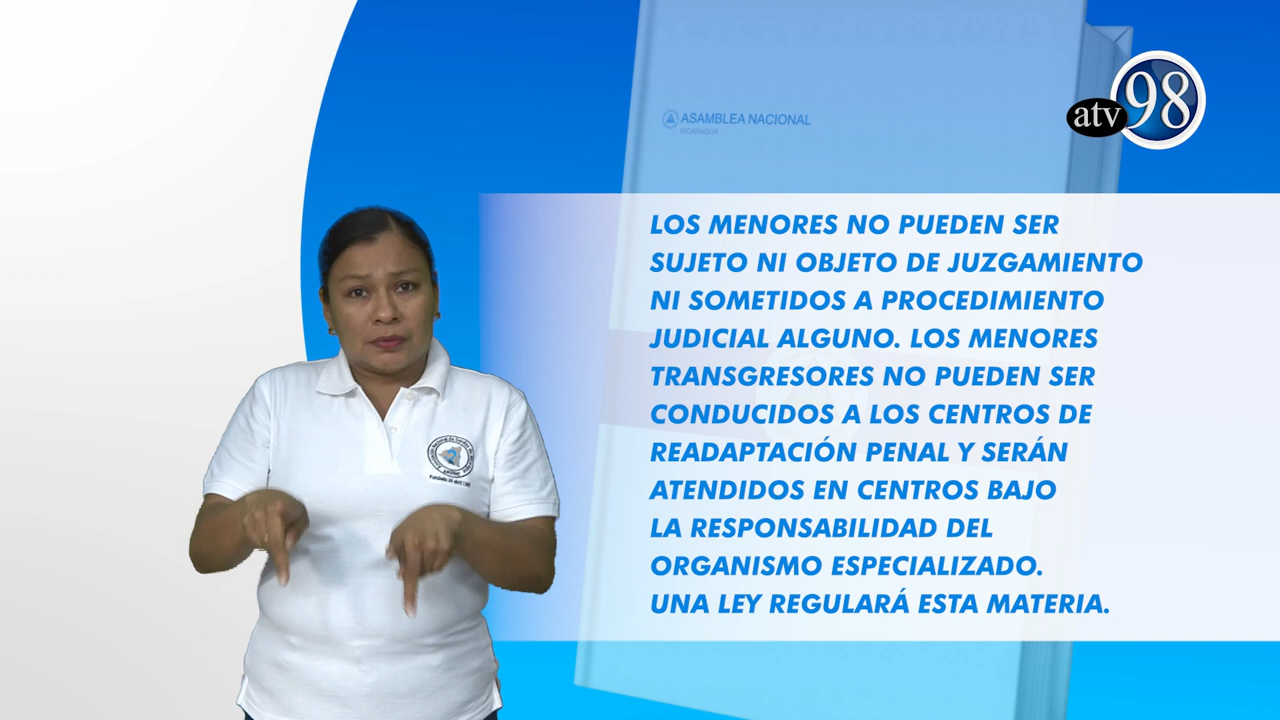 ASAMBLEA NACIONAL
NICARAGUA
atv 98
LOS MENORES NO PUEDEN SER
SUJETO NI OBJETO DE JUZGAMIENTO
NI SOMETIDOS A PROCEDIMIENTO
JUDICIAL ALGUNO. LOS MENORES
TRANSGRESORES NO PUEDEN SER
CONDUCIDOS A LOS CENTROS DE
READAPTACIÓN PENAL Y SERÁN
ATENDIDOS EN CENTROS BAJO
LA RESPONSABILIDAD DEL
ORGANISMO ESPECIALIZADO.
UNA LEY REGULARÁ ESTA MATERIA.